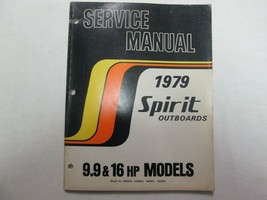 SERVICE
MANUAL
1979
Spirit
OUTBOARDS
9.9 & 16 HP MODELS